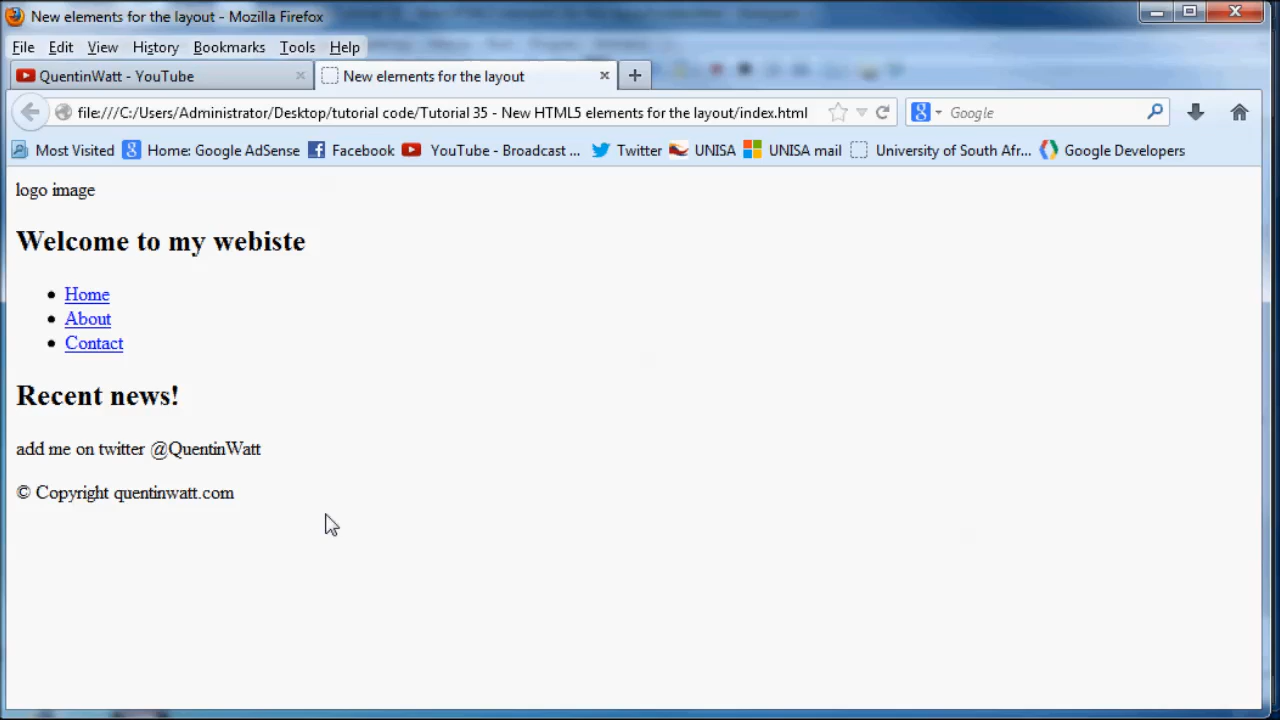 New elements for the layout - Mozilla Firefox
File Edit View History Bookmarks Tools Help
QuentinWatt - YouTube New elements for the layout
file:///C:/Users/Administrator/Desktop/tutorial code/Tutorial 35 - New HTML5 elements for the layout/index.html Google
Most Visited Home: Google AdSense Facebook YouTube - Broadcast ... Twitter UNISA UNISA mail University of South Afr... Google Developers
logo image
Welcome to my webiste
Home
About
Contact
Recent news!
add me on twitter @QuentinWatt
© Copyright quentinwatt.com